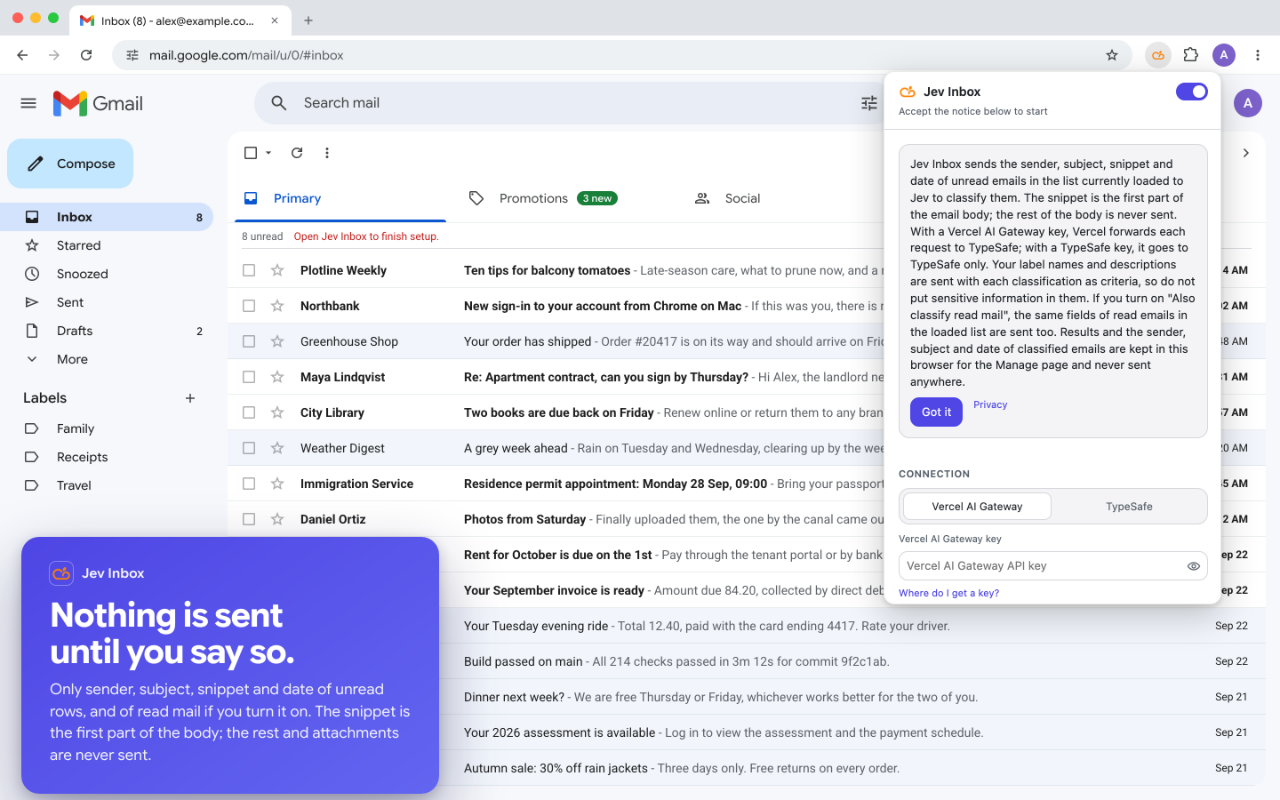 Inbox (8) - alex@example.co...
mail.google.com/mail/u/0/#inbox
A
Gmail
Search mail
A
Compose
Inbox 8
Starred
Snoozed
Sent
Drafts 2
More
Labels
Family
Receipts
Travel
Primary
Promotions 3 new
Social
8 unread Open Jev Inbox to finish setup.
Plotline Weekly Ten tips for balcony tomatoes - Late-season care, what to prune now, and a 4 AM
Northbank New sign-in to your account from Chrome on Mac - If this was you, there is 02 AM
Greenhouse Shop Your order has shipped - Order #20417 is on its way and should arrive on Fri 48 AM
Maya Lindqvist Re: Apartment contract, can you sign by Thursday? - Hi Alex, the landlord 31 AM
City Library Two books are due back on Friday - Renew online or return them to any 57 AM
Weather Digest A grey week ahead - Rain on Tuesday and Wednesday, clearing up by the 20 AM
Immigration Service Residence permit appointment: Monday 28 Sep, 09:00 - Bring your passport 45 AM
Daniel Ortiz Photos from Saturday - Finally uploaded them, the one by the canal came 2 AM
Rent for October is due on the 1st - Pay through the tenant portal or by bank ep 22
Your September invoice is ready - Amount due 84.20, collected by direct ep 22
Your Tuesday evening ride - Total 12.40, paid with the card ending 4417. Rate your driver. Sep 22
Build passed on main - All 214 checks passed in 3m 12s for commit 9f2c1ab. Sep 22
Dinner next week? - We are free Thursday or Friday, whichever works better for the two of you. Sep 21
Your 2026 assessment is available - Log in to view the assessment and the payment schedule. Sep 21
Autumn sale: 30% off rain jackets - Three days only. Free returns on every order. Sep 21
Jev Inbox
Accept the notice below to start
Jev Inbox sends the sender, subject, snippet and
date of unread emails in the list currently loaded to
Jev to classify them. The snippet is the first part of
the email body; the rest of the body is never sent.
With a Vercel AI Gateway key, Vercel forwards each
request to TypeSafe; with a TypeSafe key, it goes to
TypeSafe only. Your label names and descriptions
are sent with each classification as criteria, so do not
put sensitive information in them. If you turn on "Also
classify read mail", the same fields of read emails in
the loaded list are sent too. Results and the sender,
subject and date of classified emails are kept in this
browser for the Manage page and never sent
anywhere.
Got it Privacy
CONNECTION
Vercel AI Gateway TypeSafe
Vercel AI Gateway key
Vercel AI Gateway API key
Where do I get a key?
Jev Inbox
Nothing is sent
until you say so.
Only sender, subject, snippet and date of unread
rows, and of read mail if you turn it on. The snippet is
the first part of the body; the rest and attachments
are never sent.